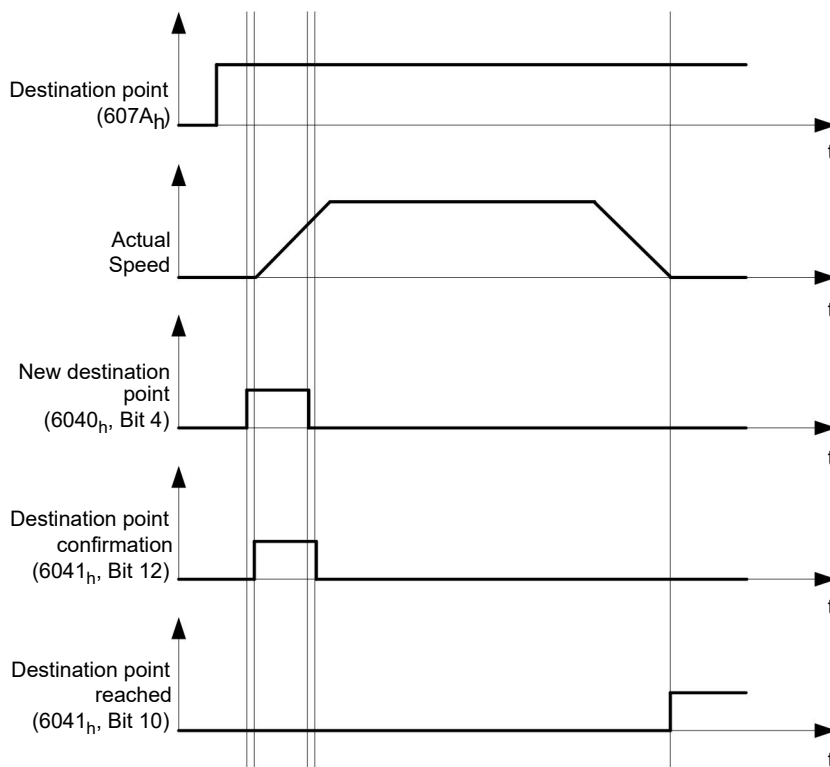 Destination point
(607Ah)
t
Actual
Speed
t
New destination
point
(6040h, Bit 4)
t
Destination point
confirmation
(6041h, Bit 12)
t
Destination point
reached
(6041h, Bit 10)
t